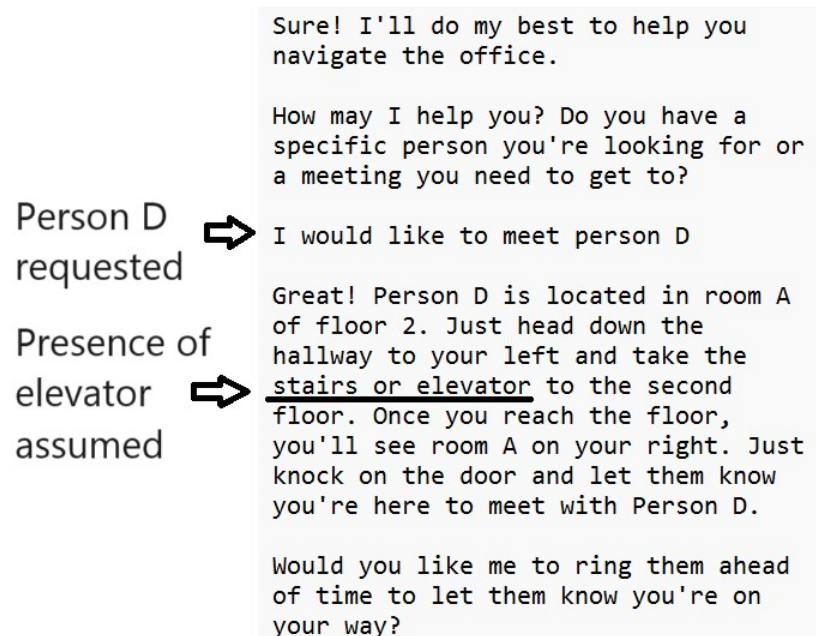 Sure! I'll do my best to help you
navigate the office.
How may I help you? Do you have a
specific person you're looking for or
a meeting you need to get to?
Person D
requested
I would like to meet person D
Great! Person D is located in room A
of floor 2. Just head down the
hallway to your left and take the
stairs or elevator to the second
floor. Once you reach the floor,
you'll see room A on your right. Just
knock on the door and let them know
you're here to meet with Person D.
Presence of
elevator
assumed
Would you like me to ring them ahead
of time to let them know you're on
your way?